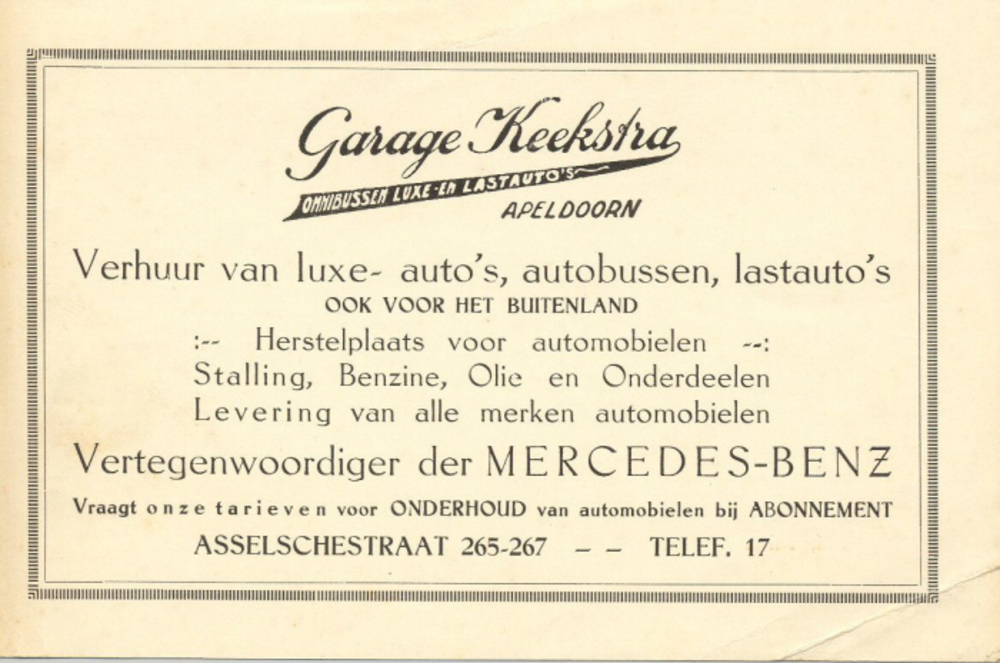 Garage Keekstra
OMNIBUSSEN LUXE-EN LASTAUTO'S
APELDOORN
Verhuur van luxe- auto's, autobussen, lastauto's
OOK VOOR HET BUITENLAND
:-- Herstelplaats voor automobielen --:
Stalling, Benzine, Olie en Onderdeelen
Levering van alle merken automobielen
Vertegenwoordiger der MERCEDES-BENZ
Vraagt onze tarieven voor ONDERHOUD van automobielen bij ABONNEMENT
ASSELSCHESTRAAT 265-267 – – TELEF. 17